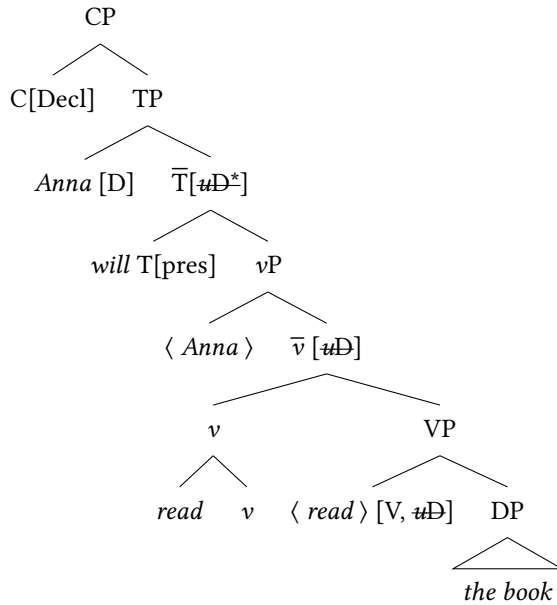 CP
C[Decl] TP
Anna [D] T̅[uD*]
will T[pres] vP
⟨ Anna ⟩ v̅ [uD]
v VP
read v ⟨ read ⟩ [V, uD] DP
the book